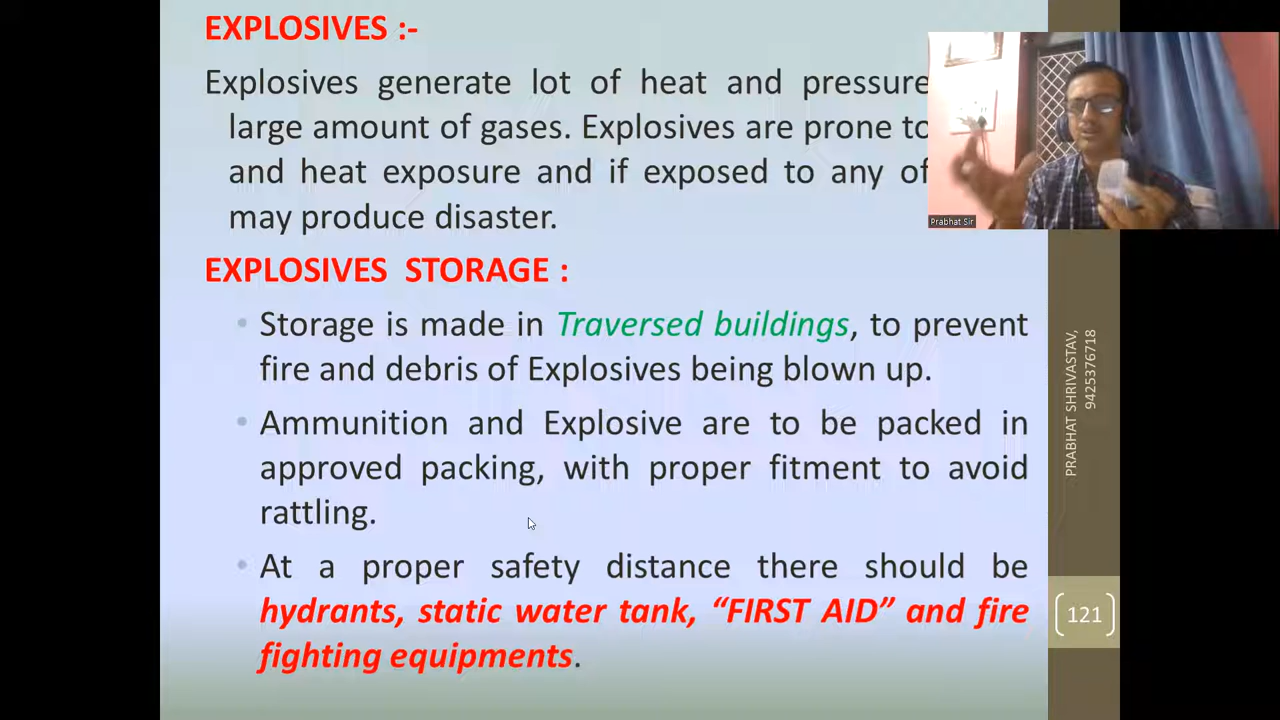 EXPLOSIVES :-
Explosives generate lot of heat and pressure
large amount of gases. Explosives are prone to
and heat exposure and if exposed to any of
may produce disaster.
Prabhat Sir
EXPLOSIVES STORAGE :
• Storage is made in Traversed buildings, to prevent
fire and debris of Explosives being blown up.
• Ammunition and Explosive are to be packed in
approved packing, with proper fitment to avoid
rattling.
• At a proper safety distance there should be
hydrants, static water tank, “FIRST AID” and fire
fighting equipments.
PRABHAT SHRIVASTAV,
9425376718
121